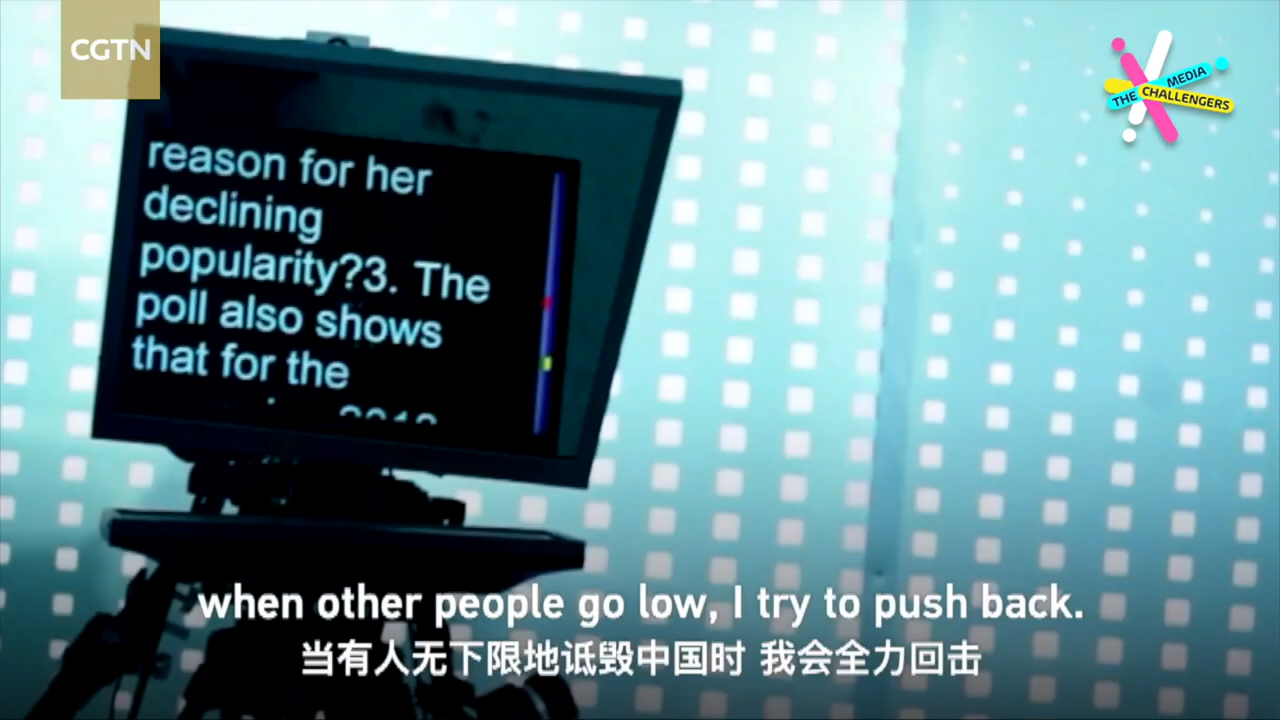 CGTN
THE MEDIA
CHALLENGERS
reason for her
declining
popularity?3. The
poll also shows
that for the
when other people go low, I try to push back.
当有人无下限地诋毁中国时 我会全力回击